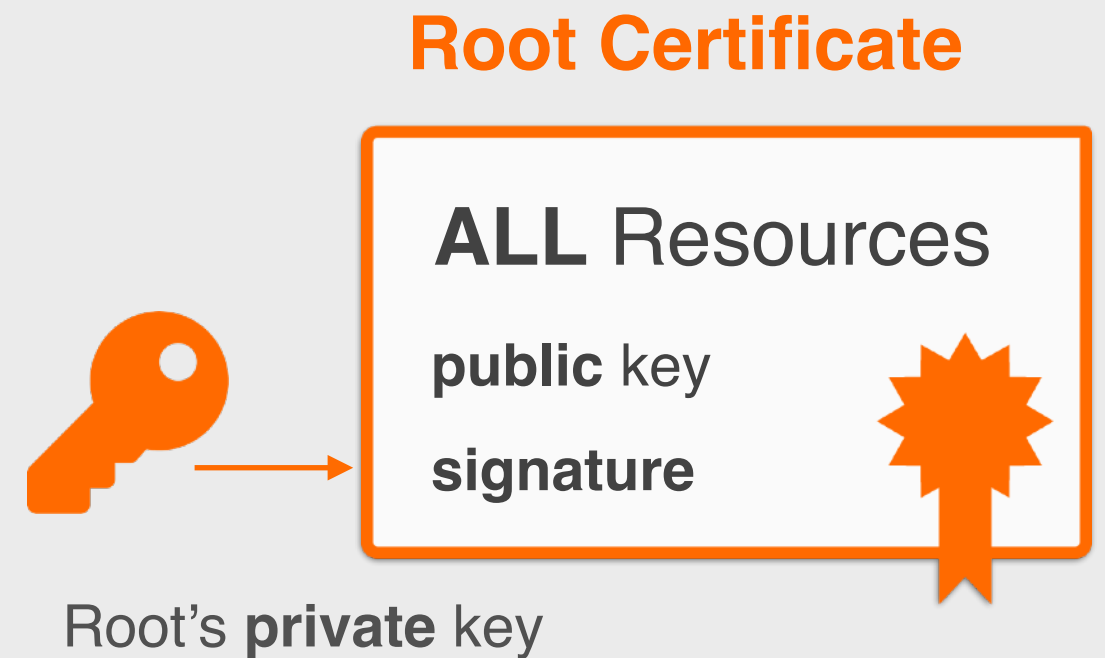 Root Certificate
ALL Resources
public key
signature
Root's private key